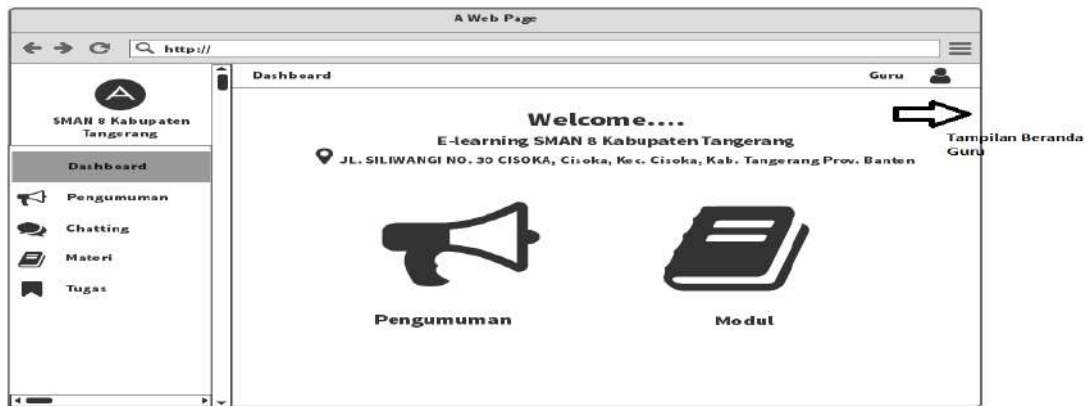 A Web Page
http://
SMAN 8 Kabupaten
Tangerang
Dashboard
Pengumuman
Chatting
Materi
Tugas
Dashboard
Guru
Welcome....
E-learning SMAN 8 Kabupaten Tangerang
JL. SILIWANGI NO. 30 CISOKA, Cisoka, Kec. Cisoka, Kab. Tangerang Prov. Banten
Pengumuman
Modul
Tampilan Beranda
Guru